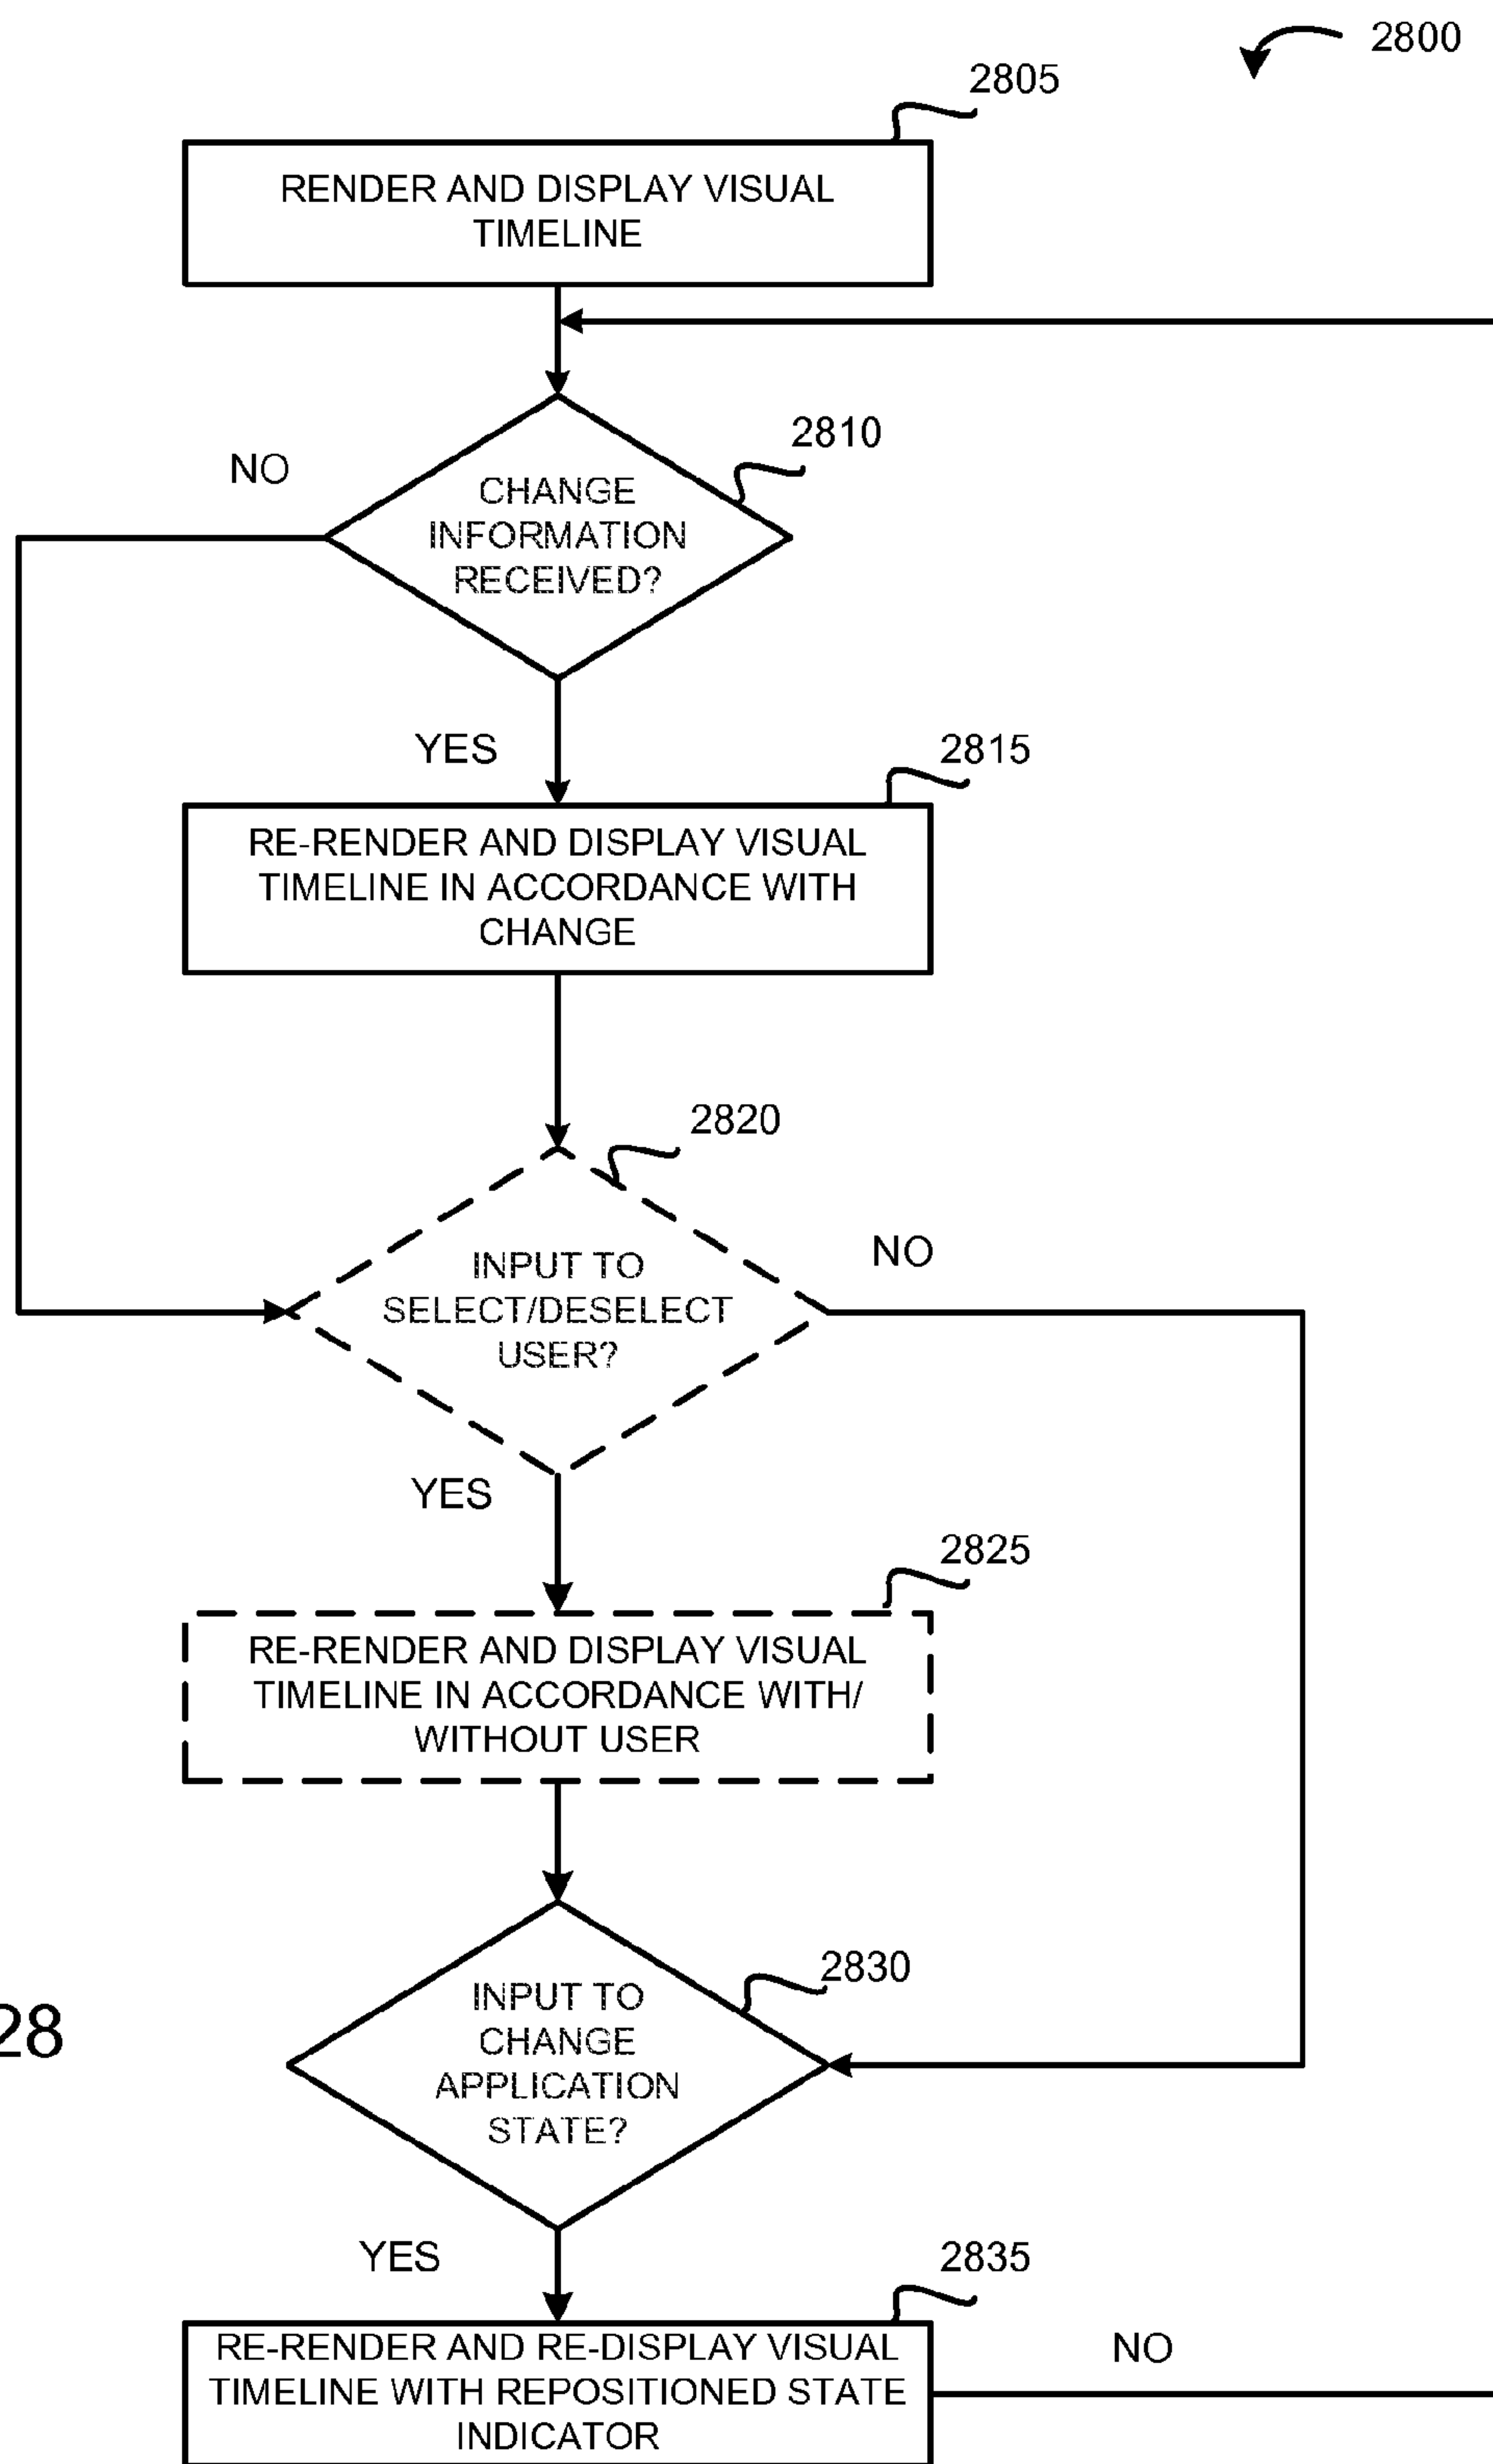 2800
2805
RENDER AND DISPLAY VISUAL
TIMELINE
2810
NO
CHANGE
INFORMATION
RECEIVED?
YES
2815
RE-RENDER AND DISPLAY VISUAL
TIMELINE IN ACCORDANCE WITH
CHANGE
2820
NO
INPUT TO
SELECT/DESELECT
USER?
YES
2825
RE-RENDER AND DISPLAY VISUAL
TIMELINE IN ACCORDANCE WITH/
WITHOUT USER
2830
INPUT TO
CHANGE
APPLICATION
STATE?
28
YES
2835
RE-RENDER AND RE-DISPLAY VISUAL
TIMELINE WITH REPOSITIONED STATE
INDICATOR
NO